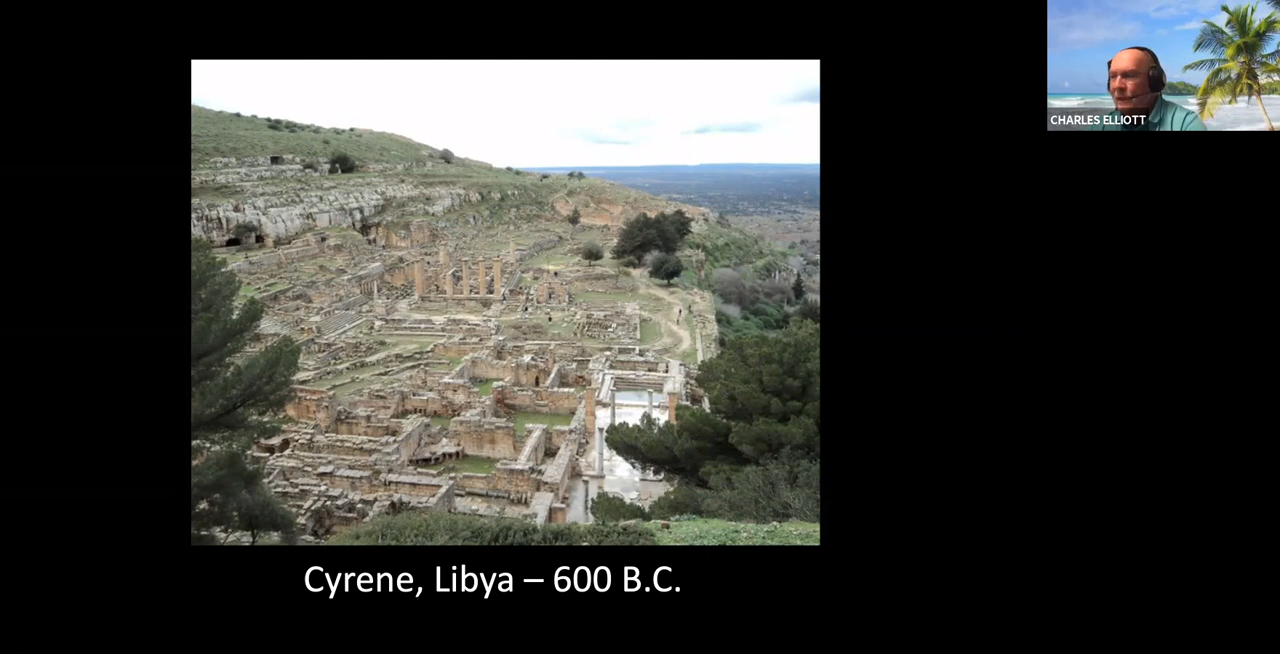 CHARLES ELLIOTT
Cyrene, Libya – 600 B.C.